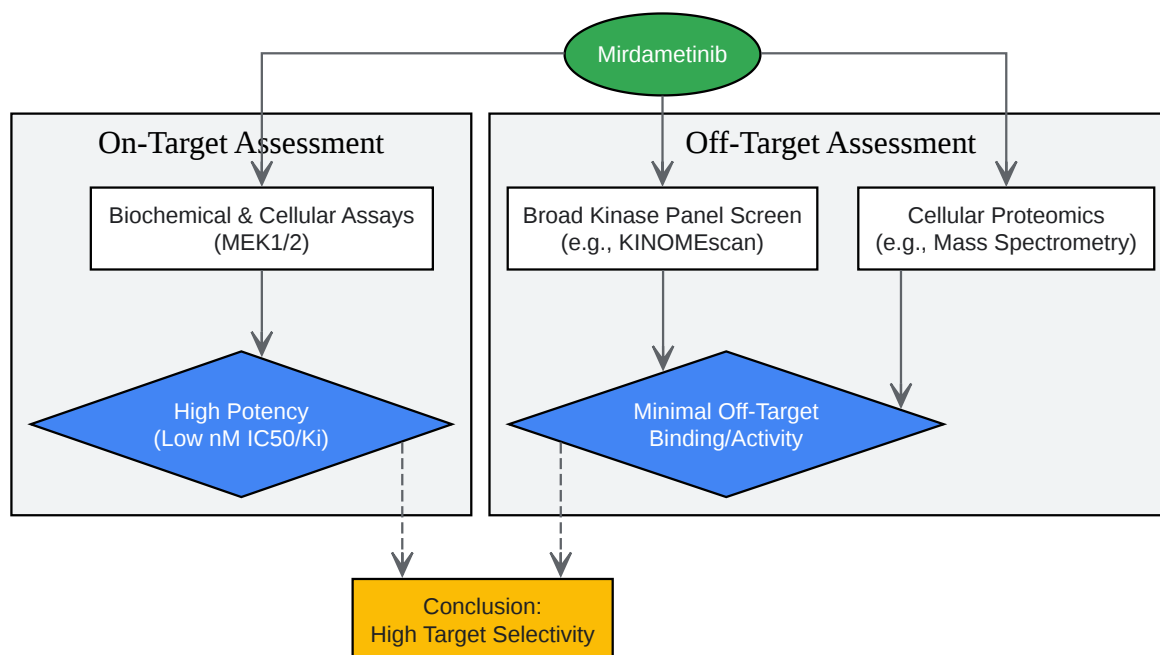 Mirdametinib
On-Target Assessment
Off-Target Assessment
Biochemical & Cellular Assays
(MEK1/2)
Broad Kinase Panel Screen
(e.g., KINOMEscan)
Cellular Proteomics
(e.g., Mass Spectrometry)
High Potency
(Low nM IC50/Ki)
Minimal Off-Target
Binding/Activity
Conclusion:
High Target Selectivity